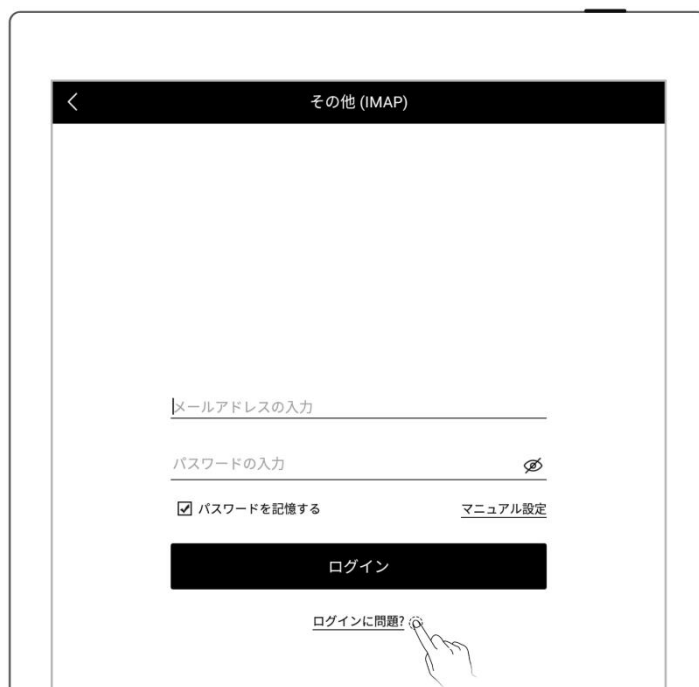 その他 (IMAP)
メールアドレスの入力
パスワードの入力
パスワードを記憶する マニュアル設定
ログイン
ログインに問題?